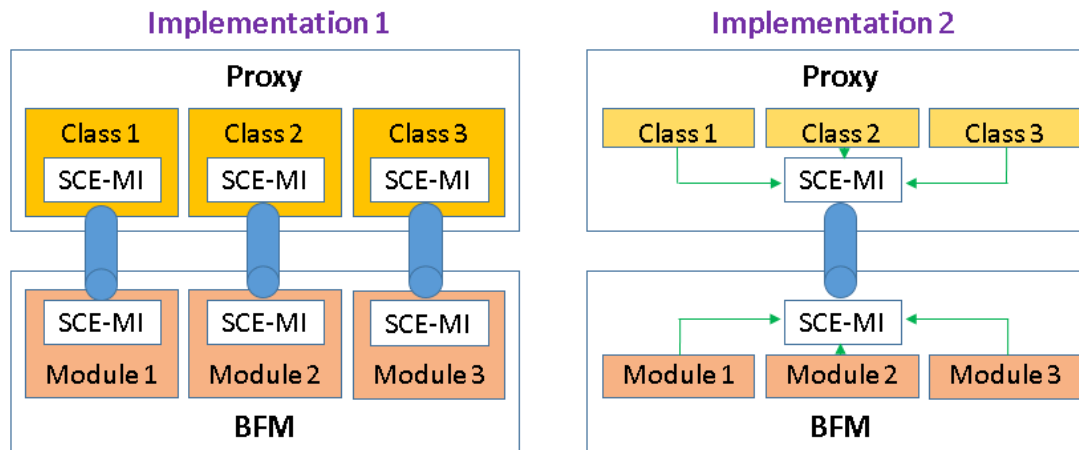 Implementation 1
Proxy
Class 1 Class 2 Class 3
SCE-MI SCE-MI SCE-MI
SCE-MI SCE-MI SCE-MI
Module 1 Module 2 Module 3
BFM
Implementation 2
Proxy
Class 1 Class 2 Class 3
SCE-MI
SCE-MI
Module 1 Module 2 Module 3
BFM